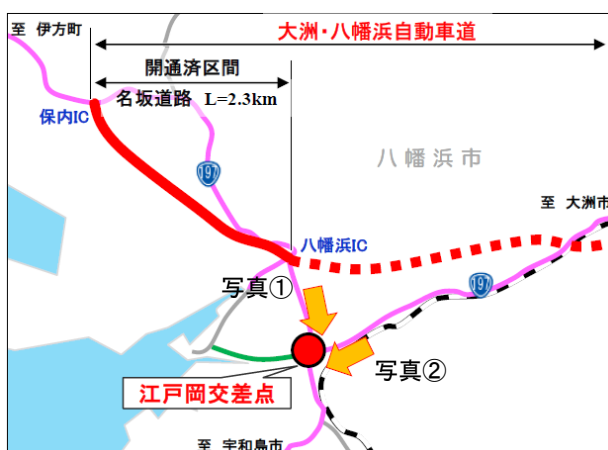 至 伊方町
大洲・八幡浜自動車道
開通済区間
名坂道路 L=2.3km
保内IC
八幡浜市
197
至 大洲市
八幡浜IC
写真①
197
写真②
江戸岡交差点
至 宇和島市